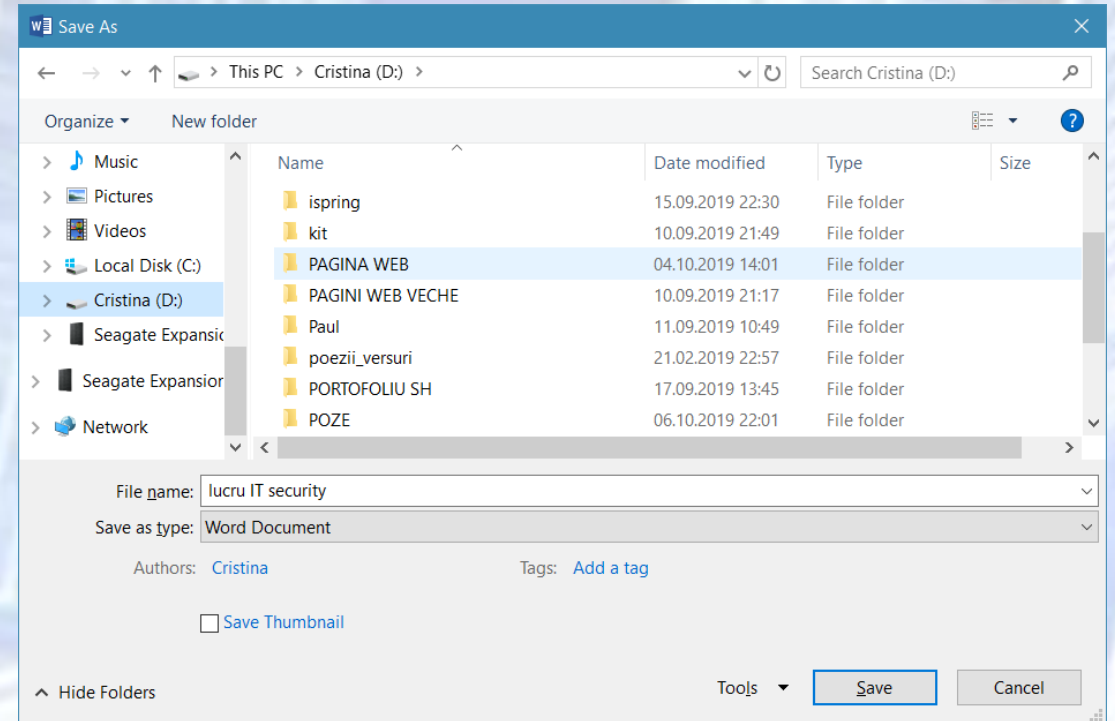 Save As
This PC > Cristina (D:) >
Search Cristina (D:)
Organize New folder
Music
Pictures
Videos
Local Disk (C:)
Cristina (D:)
Seagate Expansic
Seagate Expansior
Network
Name Date modified Type Size
ispring 15.09.2019 22:30 File folder
kit 10.09.2019 21:49 File folder
PAGINA WEB 04.10.2019 14:01 File folder
PAGINI WEB VECHE 10.09.2019 21:17 File folder
Paul 11.09.2019 10:49 File folder
poezii_versuri 21.02.2019 22:57 File folder
PORTOFOLIU SH 17.09.2019 13:45 File folder
POZE 06.10.2019 22:01 File folder
File name: lucru IT security
Save as type: Word Document
Authors: Cristina Tags: Add a tag
Save Thumbnail
Hide Folders Tools Save Cancel